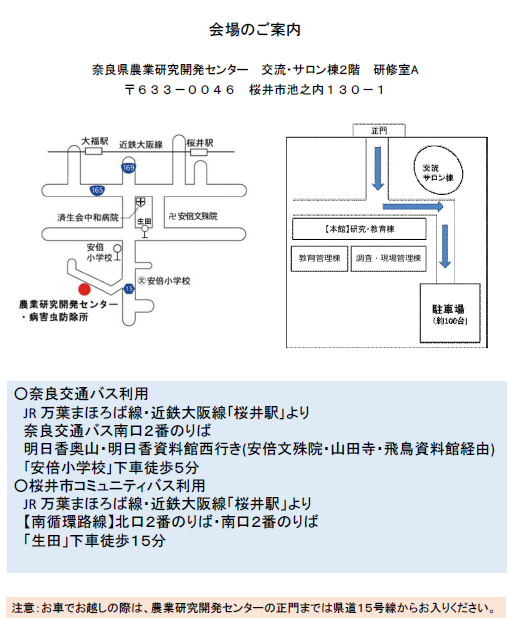 会場のご案内
奈良県農業研究開発センター　交流・サロン棟２階　研修室A
〒６３３－００４６　桜井市池之内１３０－１
大福駅
近鉄大阪線
桜井駅
169
165
済生会中和病院
生田
卍安倍文殊院
安倍
小学校
文安倍小学校
15
農業研究開発センター
・病害虫防除所
正門
交流
サロン棟
【本館】研究・教育棟
教育管理棟
調査・現場管理棟
駐車場
(約100台)
〇奈良交通バス利用
JR 万葉まほろば線・近鉄大阪線「桜井駅」より
奈良交通バス南口２番のりば
明日香奥山・明日香資料館西行き(安倍文殊院・山田寺・飛鳥資料館経由)
「安倍小学校」下車徒歩５分
〇桜井市コミュニティバス利用
JR 万葉まほろば線・近鉄大阪線「桜井駅」より
【南循環路線】北口２番のりば・南口２番のりば
「生田」下車徒歩１５分
注意：お車でお越しの際は、農業研究開発センターの正門までは県道１５号線からお入りください。